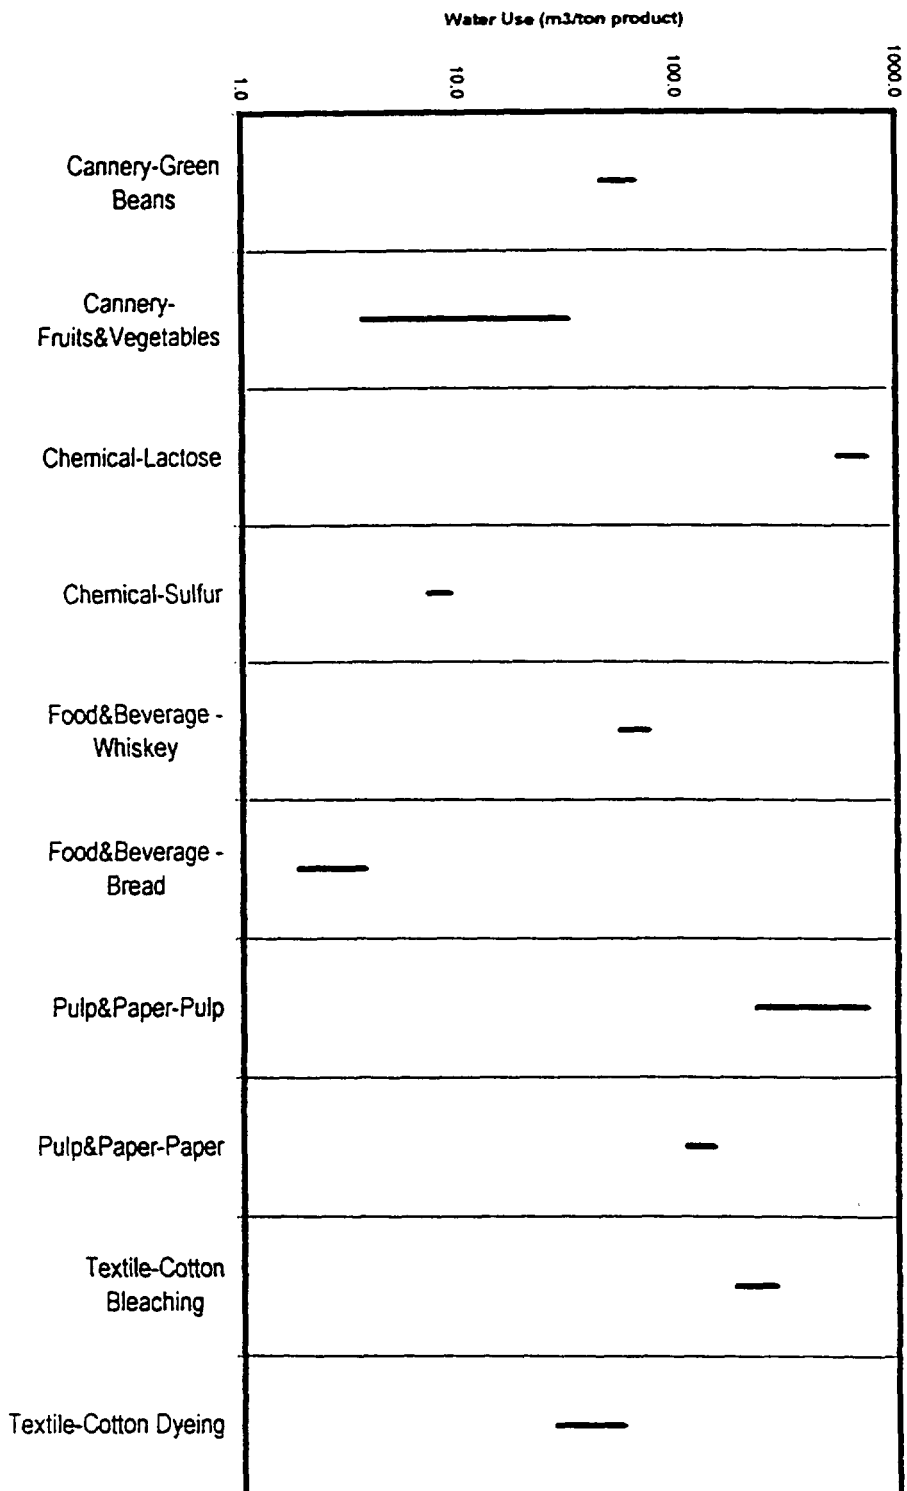 Water Use (m3/ton product)
1.0
10.0
100.0
1000.0
Cannery-Green
Beans
Cannery-
Fruits&Vegetables
Chemical-Lactose
Chemical-Sulfur
Food&Beverage -
Whiskey
Food&Beverage -
Bread
Pulp&Paper-Pulp
Pulp&Paper-Paper
Textile-Cotton
Bleaching
Textile-Cotton Dyeing